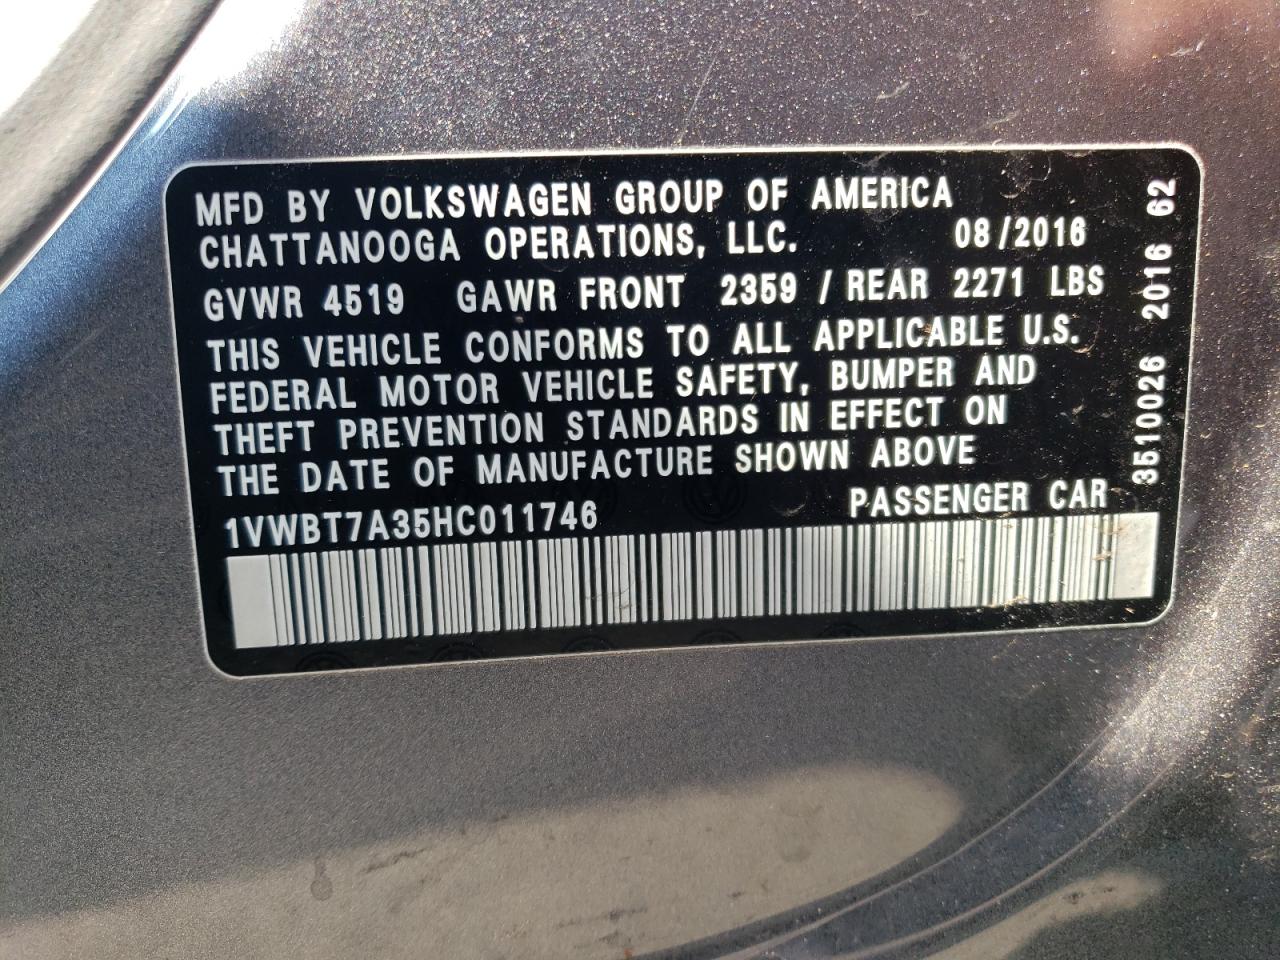 MFD BY VOLKSWAGEN GROUP OF AMERICA
CHATTANOOGA OPERATIONS, LLC. 08/2016
GVWR 4519 GAWR FRONT 2359 / REAR 2271 LBS
THIS VEHICLE CONFORMS TO ALL APPLICABLE U.S.
FEDERAL MOTOR VEHICLE SAFETY, BUMPER AND
THEFT PREVENTION STANDARDS IN EFFECT ON
THE DATE OF MANUFACTURE SHOWN ABOVE
1VWBT7A35HC011746 PASSENGER CAR
3510026 2016 62